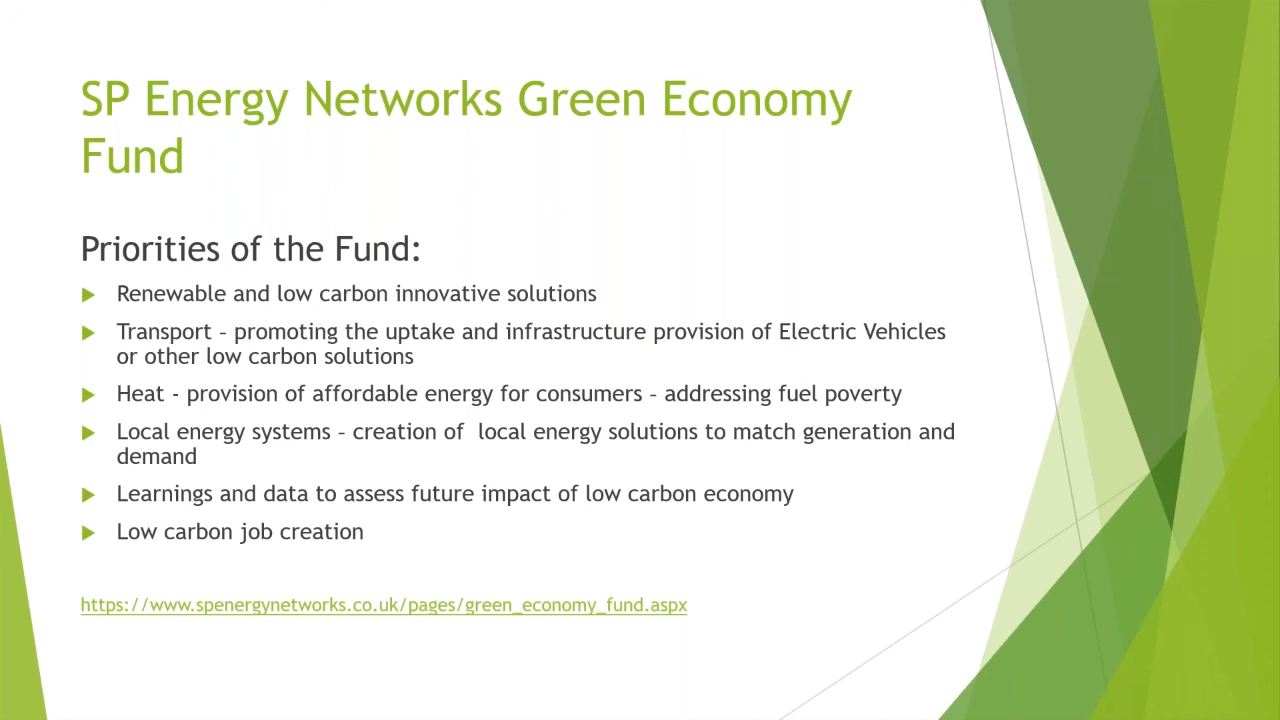 SP Energy Networks Green Economy
Fund
Priorities of the Fund:
Renewable and low carbon innovative solutions
Transport – promoting the uptake and infrastructure provision of Electric Vehicles
or other low carbon solutions
Heat - provision of affordable energy for consumers – addressing fuel poverty
Local energy systems – creation of  local energy solutions to match generation and
demand
Learnings and data to assess future impact of low carbon economy
Low carbon job creation
https://www.spenergynetworks.co.uk/pages/green_economy_fund.aspx